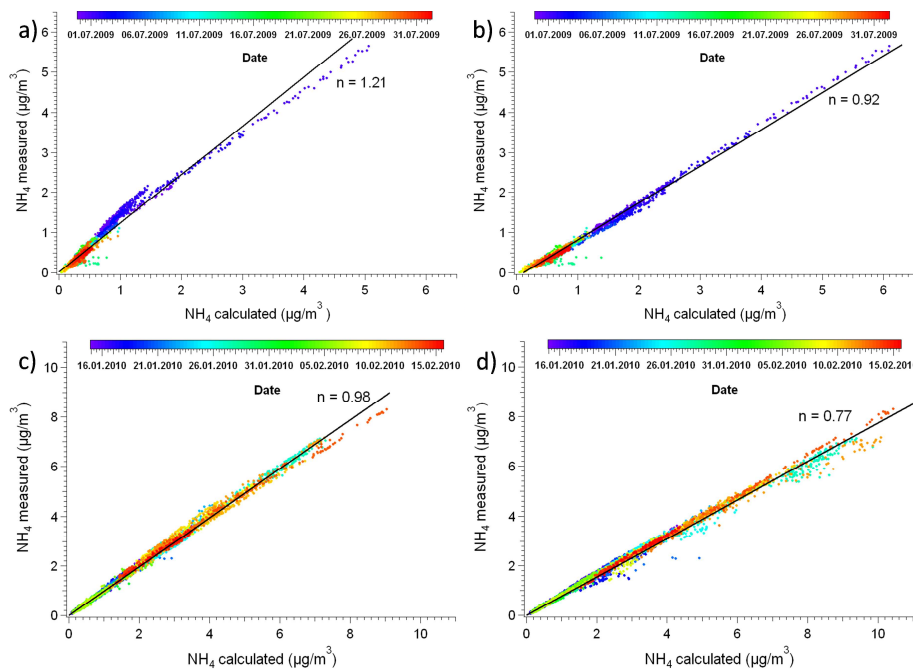 a)
01.07.2009 06.07.2009 11.07.2009 16.07.2009 21.07.2009 26.07.2009 31.07.2009
Date
n = 1.21
NH4 measured (µg/m³)
6
5
4
3
2
1
0
0 1 2 3 4 5 6
NH4 calculated (µg/m³)
b)
01.07.2009 06.07.2009 11.07.2009 16.07.2009 21.07.2009 26.07.2009 31.07.2009
Date
n = 0.92
NH4 measured (µg/m³)
6
5
4
3
2
1
0
0 1 2 3 4 5 6
NH4 calculated (µg/m³)
c)
16.01.2010 21.01.2010 26.01.2010 31.01.2010 05.02.2010 10.02.2010 15.02.2010
Date
n = 0.98
NH4 measured (µg/m³)
10
8
6
4
2
0
0 2 4 6 8 10
NH4 calculated (µg/m³)
d)
16.01.2010 21.01.2010 26.01.2010 31.01.2010 05.02.2010 10.02.2010 15.02.2010
Date
n = 0.77
NH4 measured (µg/m³)
10
8
6
4
2
0
0 2 4 6 8 10
NH4 calculated (µg/m³)